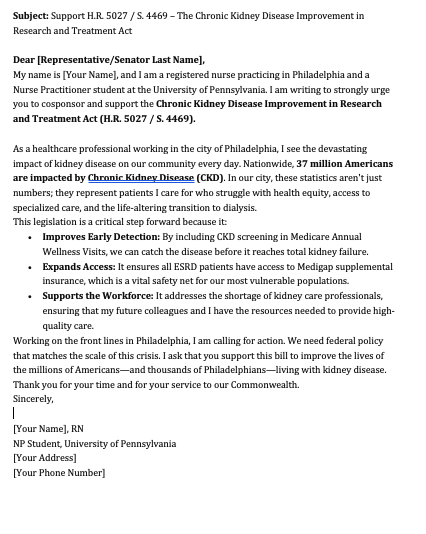 Subject: Support H.R. 5027 / S. 4469 – The Chronic Kidney Disease Improvement in
Research and Treatment Act
Dear [Representative/Senator Last Name],
My name is [Your Name], and I am a registered nurse practicing in Philadelphia and a
Nurse Practitioner student at the University of Pennsylvania. I am writing to strongly urge
you to cosponsor and support the Chronic Kidney Disease Improvement in Research
and Treatment Act (H.R. 5027 / S. 4469).
As a healthcare professional working in the city of Philadelphia, I see the devastating
impact of kidney disease on our community every day. Nationwide, 37 million Americans
are impacted by Chronic Kidney Disease (CKD). In our city, these statistics aren't just
numbers; they represent patients I care for who struggle with health equity, access to
specialized care, and the life-altering transition to dialysis.
This legislation is a critical step forward because it:
• Improves Early Detection: By including CKD screening in Medicare Annual
Wellness Visits, we can catch the disease before it reaches total kidney failure.
• Expands Access: It ensures all ESRD patients have access to Medigap supplemental
insurance, which is a vital safety net for our most vulnerable populations.
• Supports the Workforce: It addresses the shortage of kidney care professionals,
ensuring that my future colleagues and I have the resources needed to provide high-
quality care.
Working on the front lines in Philadelphia, I am calling for action. We need federal policy
that matches the scale of this crisis. I ask that you support this bill to improve the lives of
the millions of Americans—and thousands of Philadelphians—living with kidney disease.
Thank you for your time and for your service to our Commonwealth.
Sincerely,
[Your Name], RN
NP Student, University of Pennsylvania
[Your Address]
[Your Phone Number]